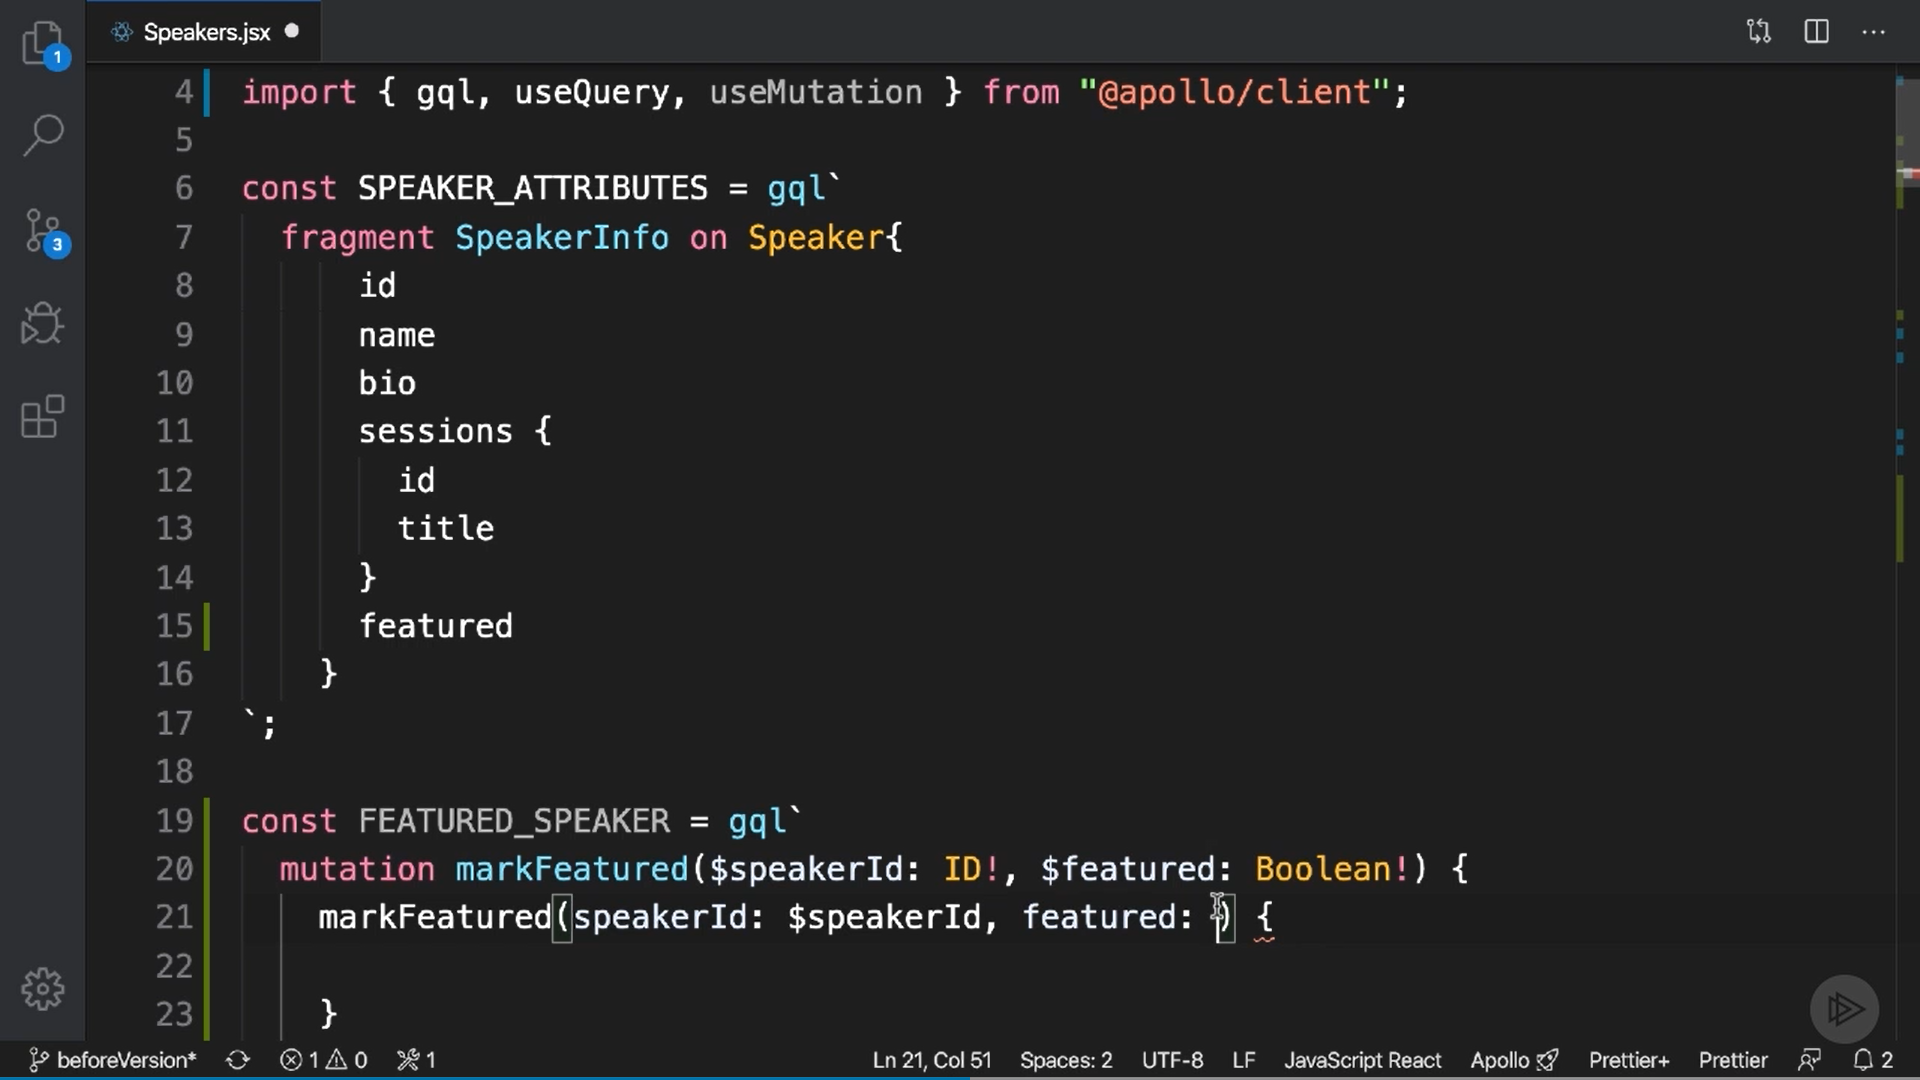 1
Speakers.jsx
4 import { gql, useQuery, useMutation } from "@apollo/client";
5
6 const SPEAKER_ATTRIBUTES = gql`
7 fragment SpeakerInfo on Speaker{
8 id
9 name
10 bio
11 sessions {
12 id
13 title
14 }
15 featured
16 }
17 `;
18
19 const FEATURED_SPEAKER = gql`
20 mutation markFeatured($speakerId: ID!, $featured: Boolean!) {
21 markFeatured(speakerId: $speakerId, featured: ) {
22
23 }
3
beforeVersion* 1 0 1 Ln 21, Col 51 Spaces: 2 UTF-8 LF JavaScript React Apollo Prettier+ Prettier 2